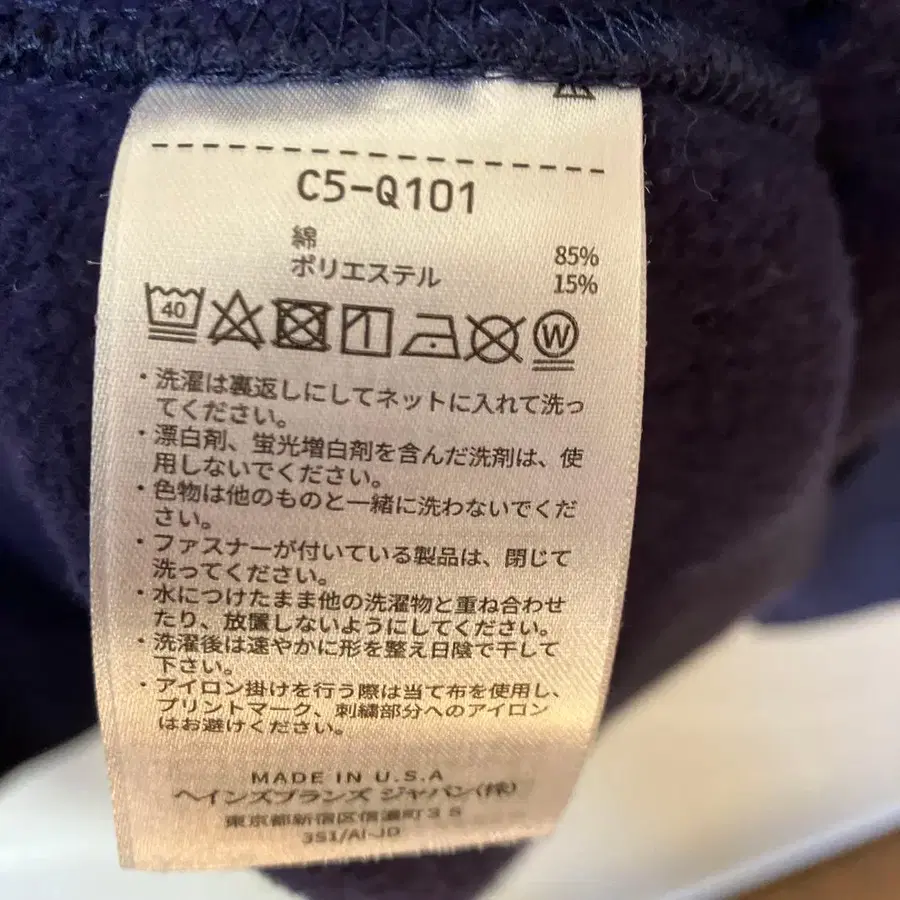 C5-Q101
綿 85%
ポリエステル 15%
40 W
・洗濯は裏返しにしてネットに入れて洗っ
てください。
・漂白剤、蛍光増白剤を含んだ洗剤は、使
用しないでください。
・色物は他のものと一緒に洗わないでくだ
さい。
・ファスナーが付いている製品は、閉じて
洗ってください。
・水につけたまま他の洗濯物と重ね合わせ
たり、放置しないようにしてください。
・洗濯後は速やかに形を整え日陰で干して
下さい。
・アイロン掛けを行う際は当て布を使用し、
プリントマーク、刺繍部分へのアイロン
はお避けください。
MADE IN U.S.A
ヘインズブランズ ジャパン(株)
東京都新宿区信濃町３５
3S1/AI-JD